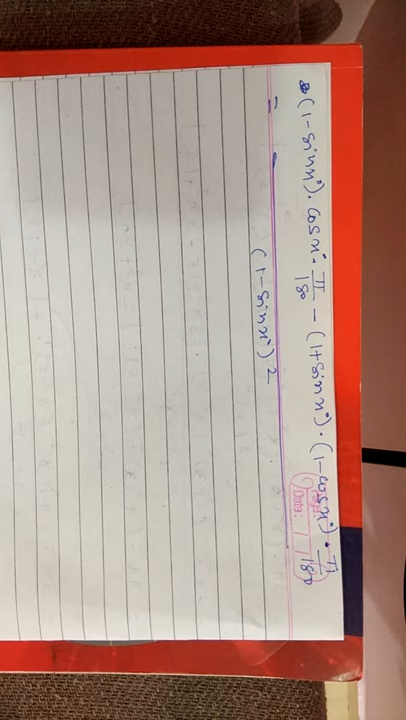 (1-sinx°).cosx°.π/180 - (1+sinx°).(1-cosx°).π/180
= 
(1-sinx°)²
Date: / /